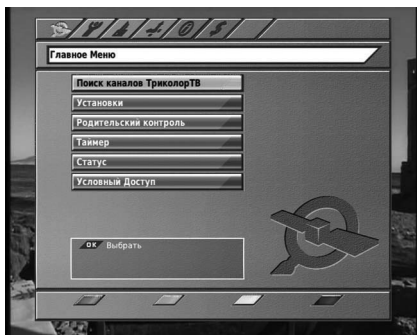 Главное Меню
Поиск каналов ТриколорТВ
Установки
Родительский контроль
Таймер
Статус
Условный Доступ
OK Выбрать